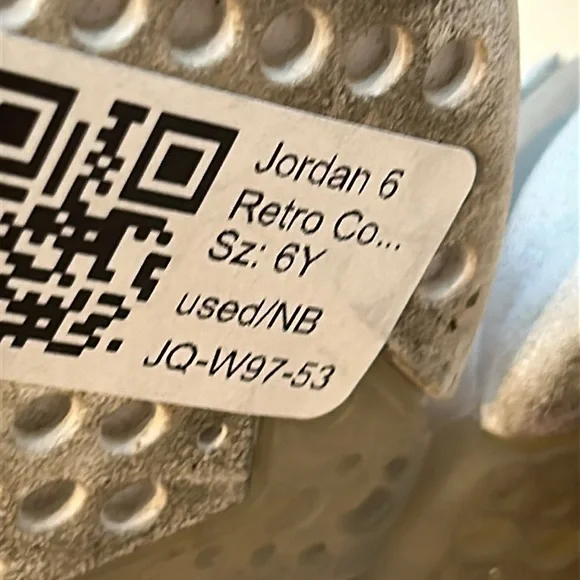 Jordan 6
Retro Co...
Sz: 6Y
used/NB
JQ-W97-53